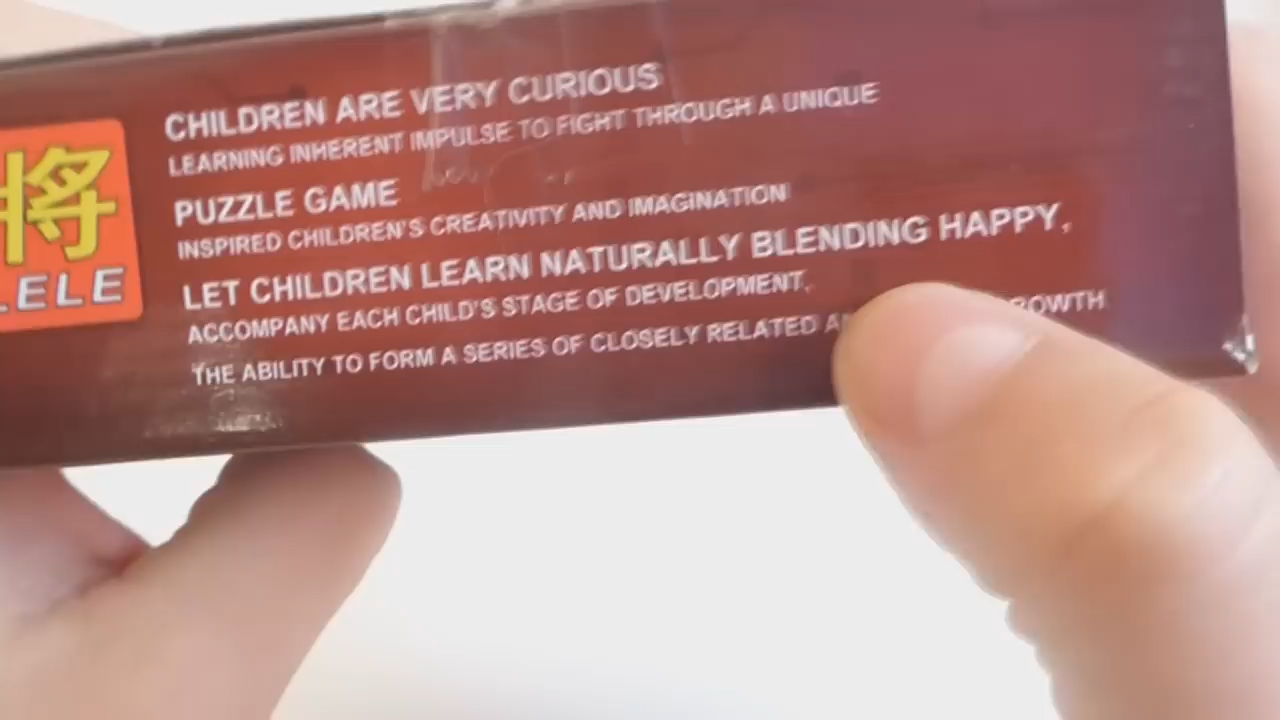 将
LELE
CHILDREN ARE VERY CURIOUS
LEARNING INHERENT IMPULSE TO FIGHT THROUGH A UNIQUE
PUZZLE GAME
INSPIRED CHILDREN'S CREATIVITY AND IMAGINATION
LET CHILDREN LEARN NATURALLY BLENDING HAPPY,
ACCOMPANY EACH CHILD'S STAGE OF DEVELOPMENT,
THE ABILITY TO FORM A SERIES OF CLOSELY RELATED